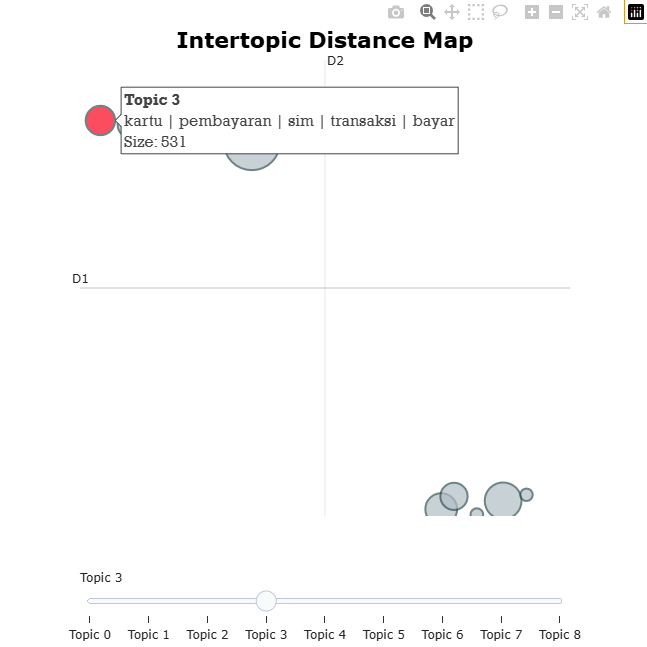 Intertopic Distance Map
D2
Topic 3
kartu | pembayaran | sim | transaksi | bayar
Size: 531
D1
Topic 3
Topic 0 Topic 1 Topic 2 Topic 3 Topic 4 Topic 5 Topic 6 Topic 7 Topic 8